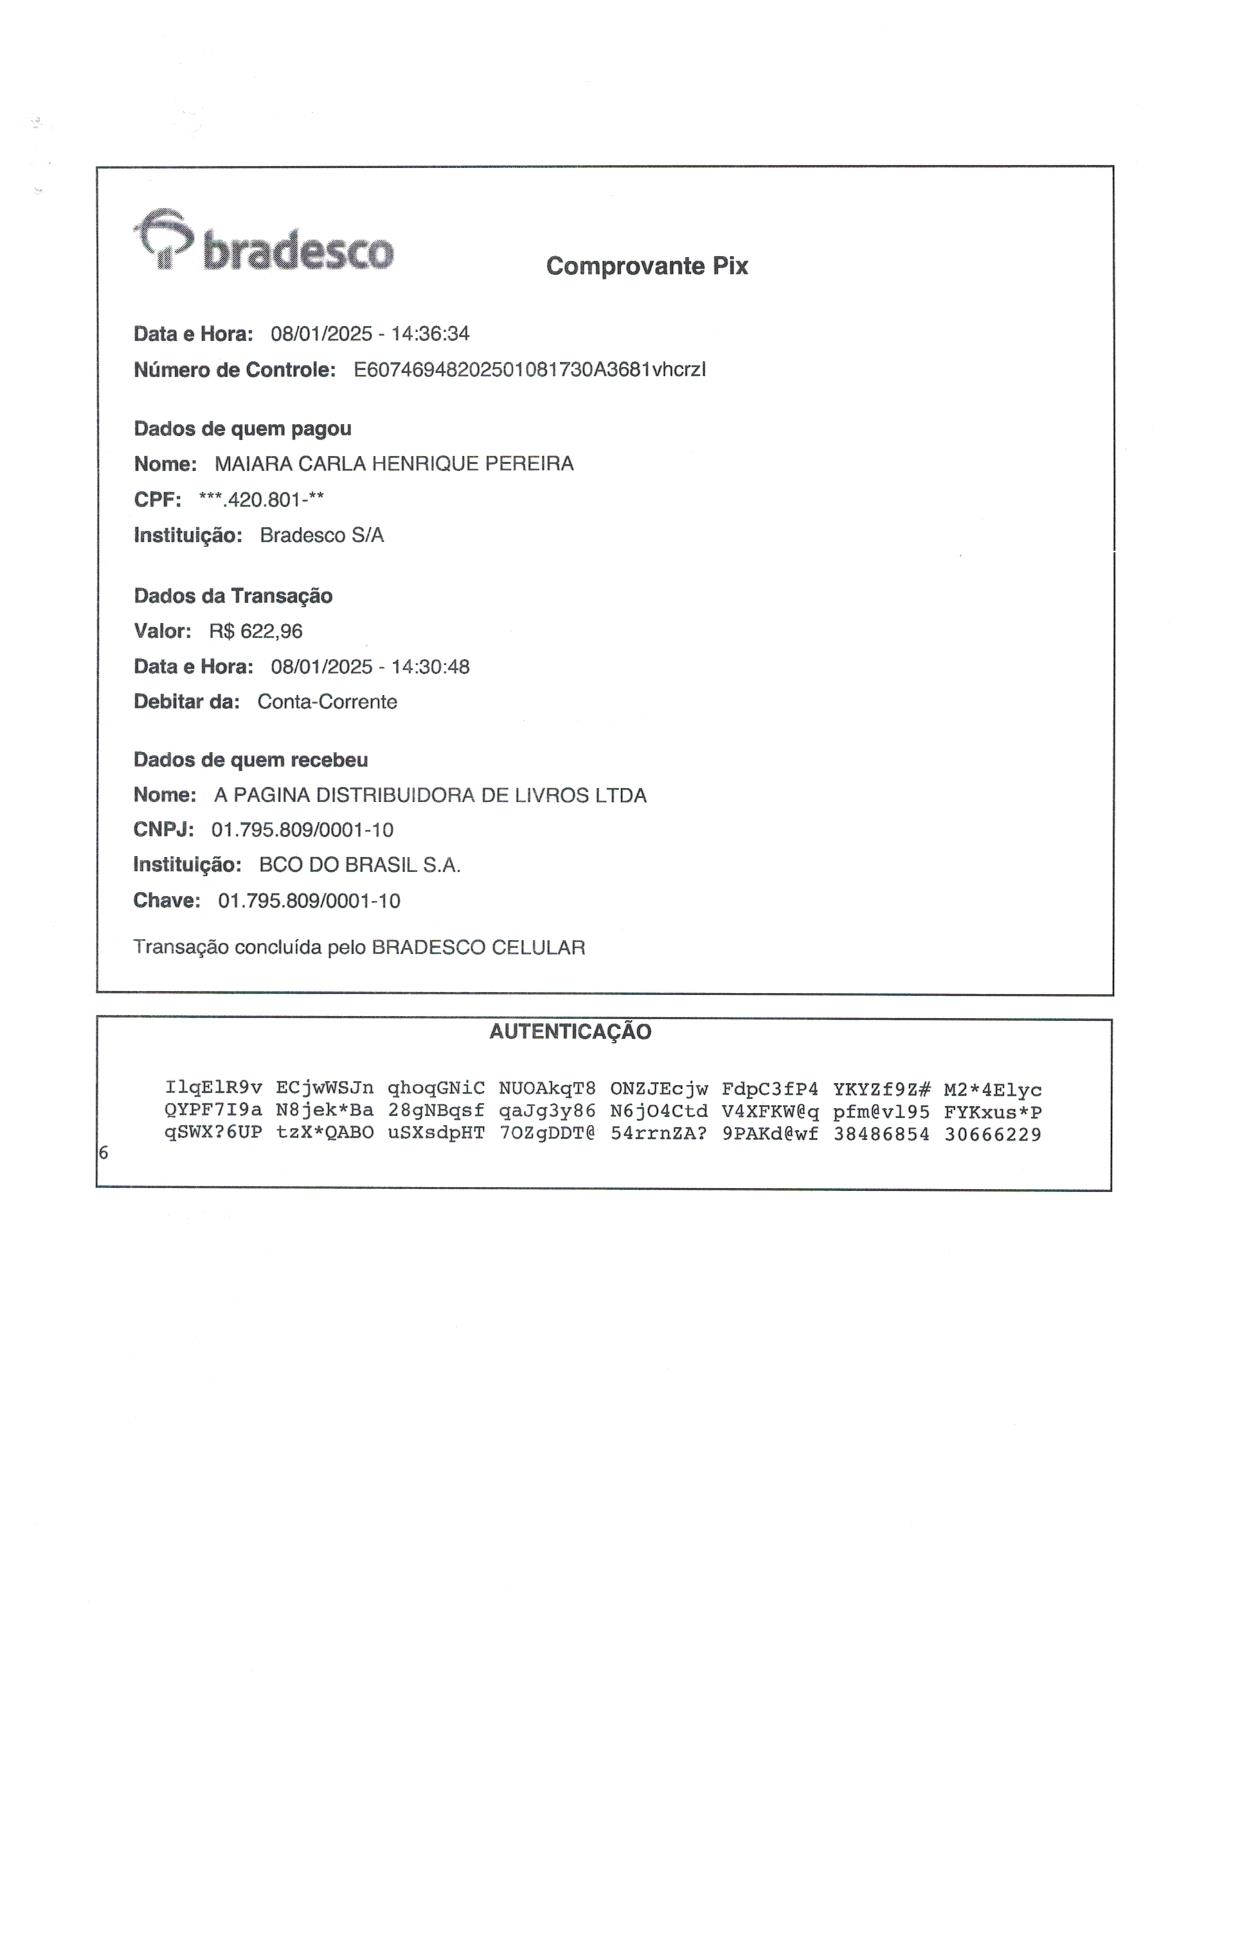 bradesco
Comprovante Pix
Data e Hora: 08/01/2025 - 14:36:34
Número de Controle: E60746948202501081730A3681vhcrzl
Dados de quem pagou
Nome: MAIARA CARLA HENRIQUE PEREIRA
CPF: ***.420.801-**
Instituição: Bradesco S/A
Dados da Transação
Valor: R$ 622,96
Data e Hora: 08/01/2025 - 14:30:48
Debitar da: Conta-Corrente
Dados de quem recebeu
Nome: A PAGINA DISTRIBUIDORA DE LIVROS LTDA
CNPJ: 01.795.809/0001-10
Instituição: BCO DO BRASIL S.A.
Chave: 01.795.809/0001-10
Transação concluída pelo BRADESCO CELULAR
AUTENTICAÇÃO
IlqElR9v ECjwWSJn qhoqGNiC NUOAkqT8 ONZJEcjw FdpC3fP4 YKYZf9Z# M2*4Elyc
QYPF7I9a N8jek*Ba 28gNBqsf qaJg3y86 N6jO4Ctd V4XFKW@q pfm@vl95 FYKxus*P
qSWX?6UP tzX*QABO uSXsdpHT 7OZgDDT@ 54rrnZA? 9PAKd@wf 38486854 30666229
6